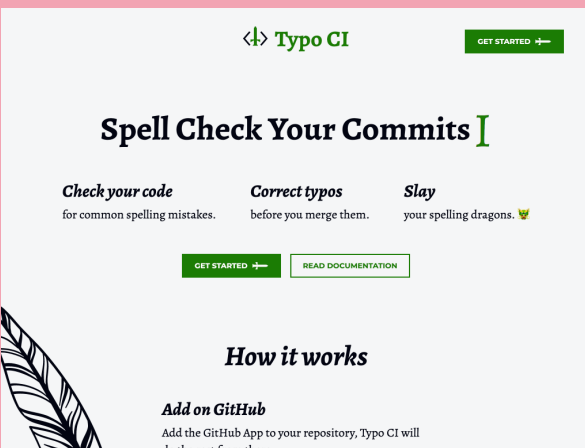 Typo CI
GET STARTED
Spell Check Your Commits
Check your code
for common spelling mistakes.
Correct typos
before you merge them.
Slay
your spelling dragons.
GET STARTED
READ DOCUMENTATION
How it works
Add on GitHub
Add the GitHub App to your repository, Typo CI will